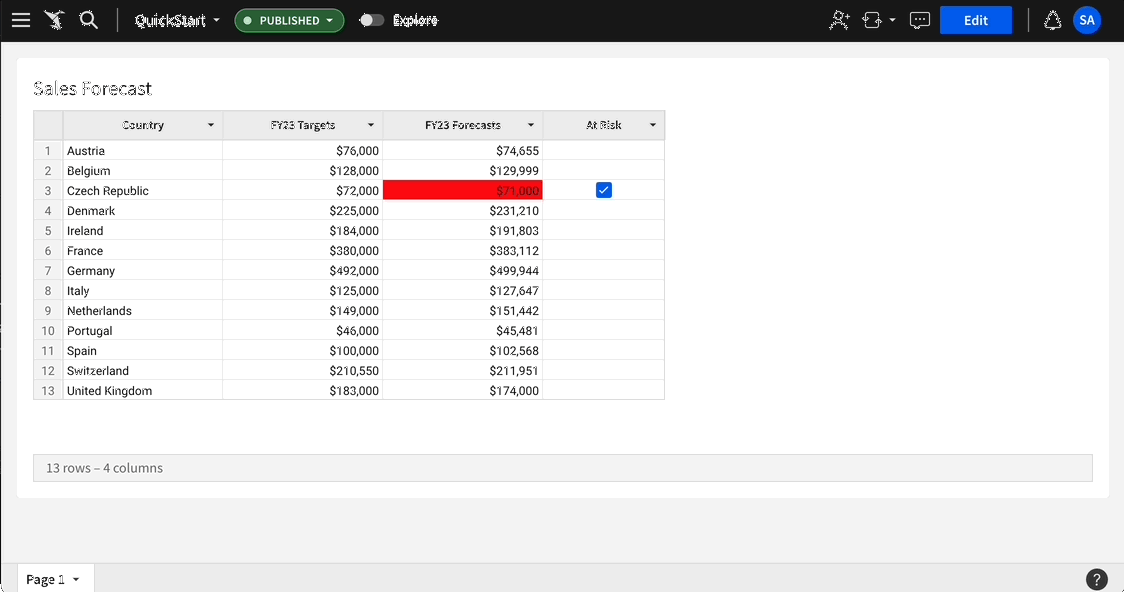 QuickStart PUBLISHED Explore Edit SA
Sales Forecast
Country FY23 Targets FY23 Forecasts At Risk
1 Austria $76,000 $74,655
2 Belgium $128,000 $129,999
3 Czech Republic $72,000 $71,000
4 Denmark $225,000 $231,210
5 Ireland $184,000 $191,803
6 France $380,000 $383,112
7 Germany $492,000 $499,944
8 Italy $125,000 $127,647
9 Netherlands $149,000 $151,442
10 Portugal $46,000 $45,481
11 Spain $100,000 $102,568
12 Switzerland $210,550 $211,951
13 United Kingdom $183,000 $174,000
13 rows – 4 columns
Page 1 ?